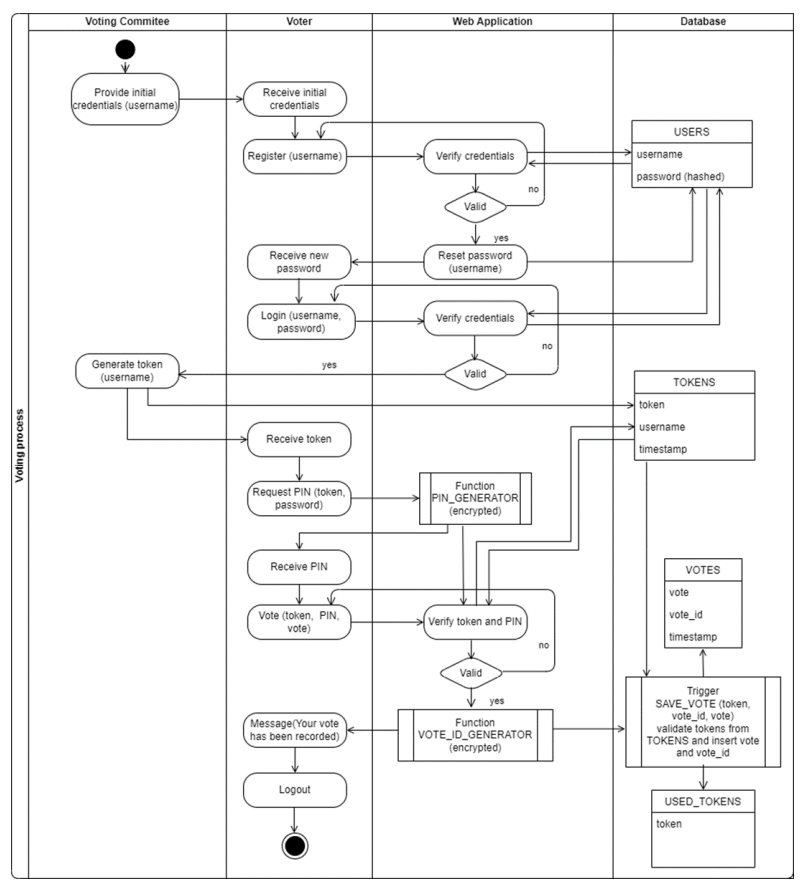 Voting Commitee
Voter
Web Application
Database
Voting process
Provide initial
credentials (username)
Receive initial
credentials
Register (username)
Verify credentials
USERS
username
password (hashed)
no
Valid
yes
Receive new
password
Reset password
(username)
Login (username,
password)
Verify credentials
no
Generate token
(username)
yes
Valid
TOKENS
token
username
timestamp
Receive token
Request PIN (token,
password)
Function
PIN_GENERATOR
(encrypted)
Receive PIN
VOTES
vote
vote_id
timestamp
Vote (token, PIN,
vote)
Verify token and PIN
no
Valid
yes
Trigger
SAVE_VOTE (token,
vote_id, vote)
validate tokens from
TOKENS and insert vote
and vote_id
Message(Your vote
has been recorded)
Function
VOTE_ID_GENERATOR
(encrypted)
Logout
USED_TOKENS
token